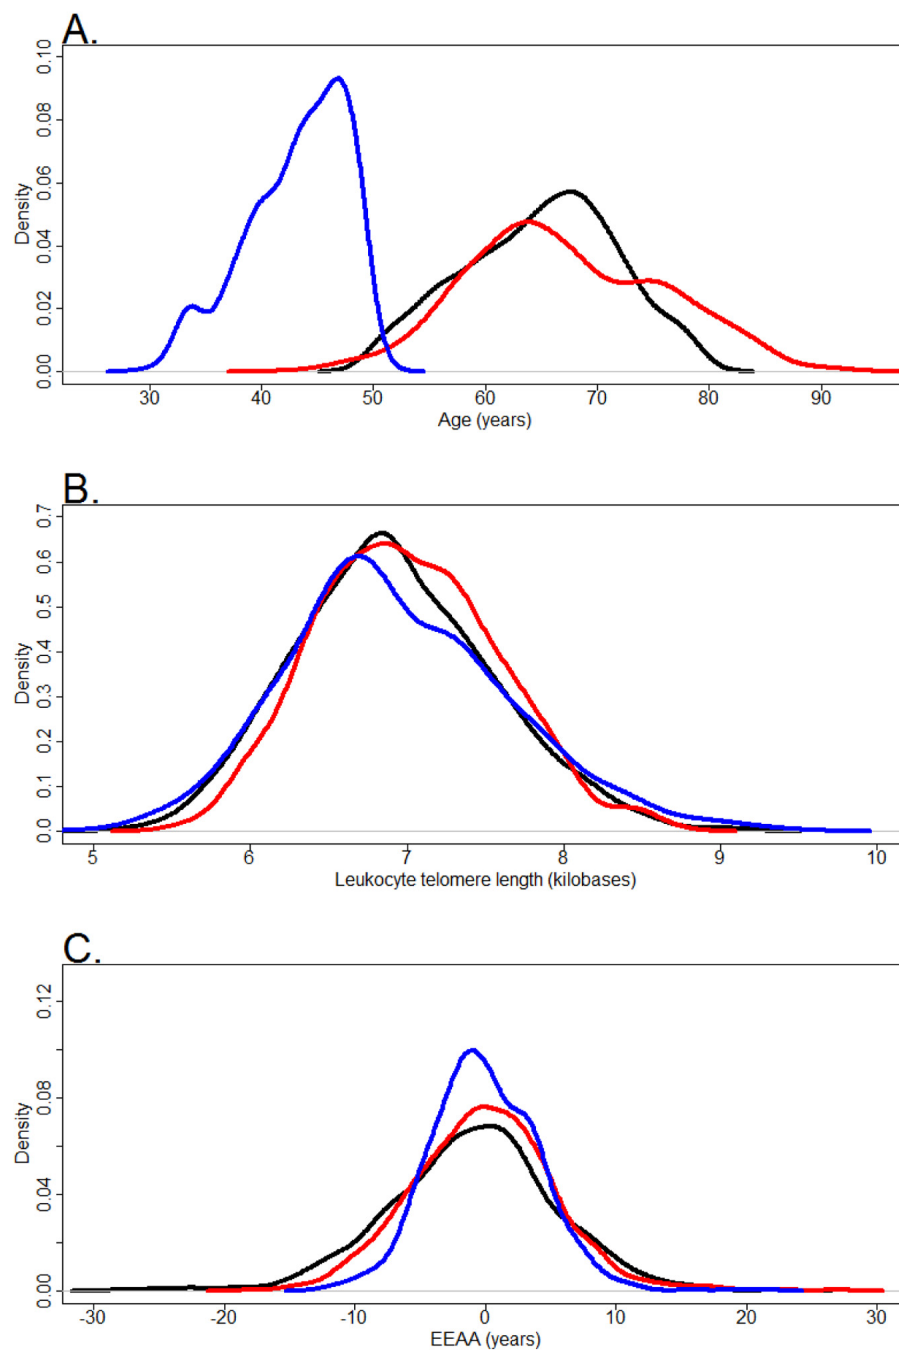 A.
Density
0.00 0.02 0.04 0.06 0.08 0.10
30 40 50 60 70 80 90
Age (years)
B.
Density
0.0 0.1 0.2 0.3 0.4 0.5 0.6 0.7
5 6 7 8 9 10
Leukocyte telomere length (kilobases)
C.
Density
0.00 0.04 0.08 0.12
-30 -20 -10 0 10 20 30
EEAA (years)